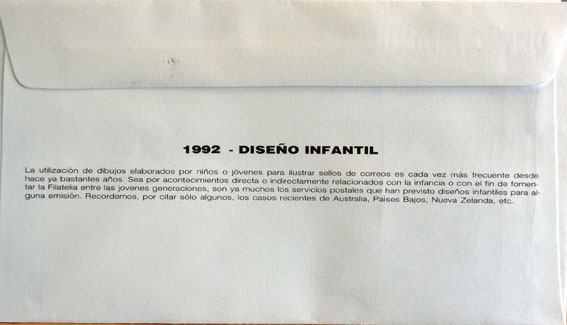 1992 - DISEÑO INFANTIL
La utilización de dibujos elaborados por niños o jóvenes para ilustrar sellos de correos es cada vez más frecuente desde
hace ya bastantes años. Sea por acontecimientos directa o indirectamente relacionados con la infancia o con el fin de fomen-
tar la Filatelia entre las jovenes generaciones, son ya muchos los servicios postales que han previsto diseños infantiles para al-
guna emisión. Recordemos, por citar sólo algunos, los casos recientes de Australia, Países Bajos, Nueva Zelanda, etc.